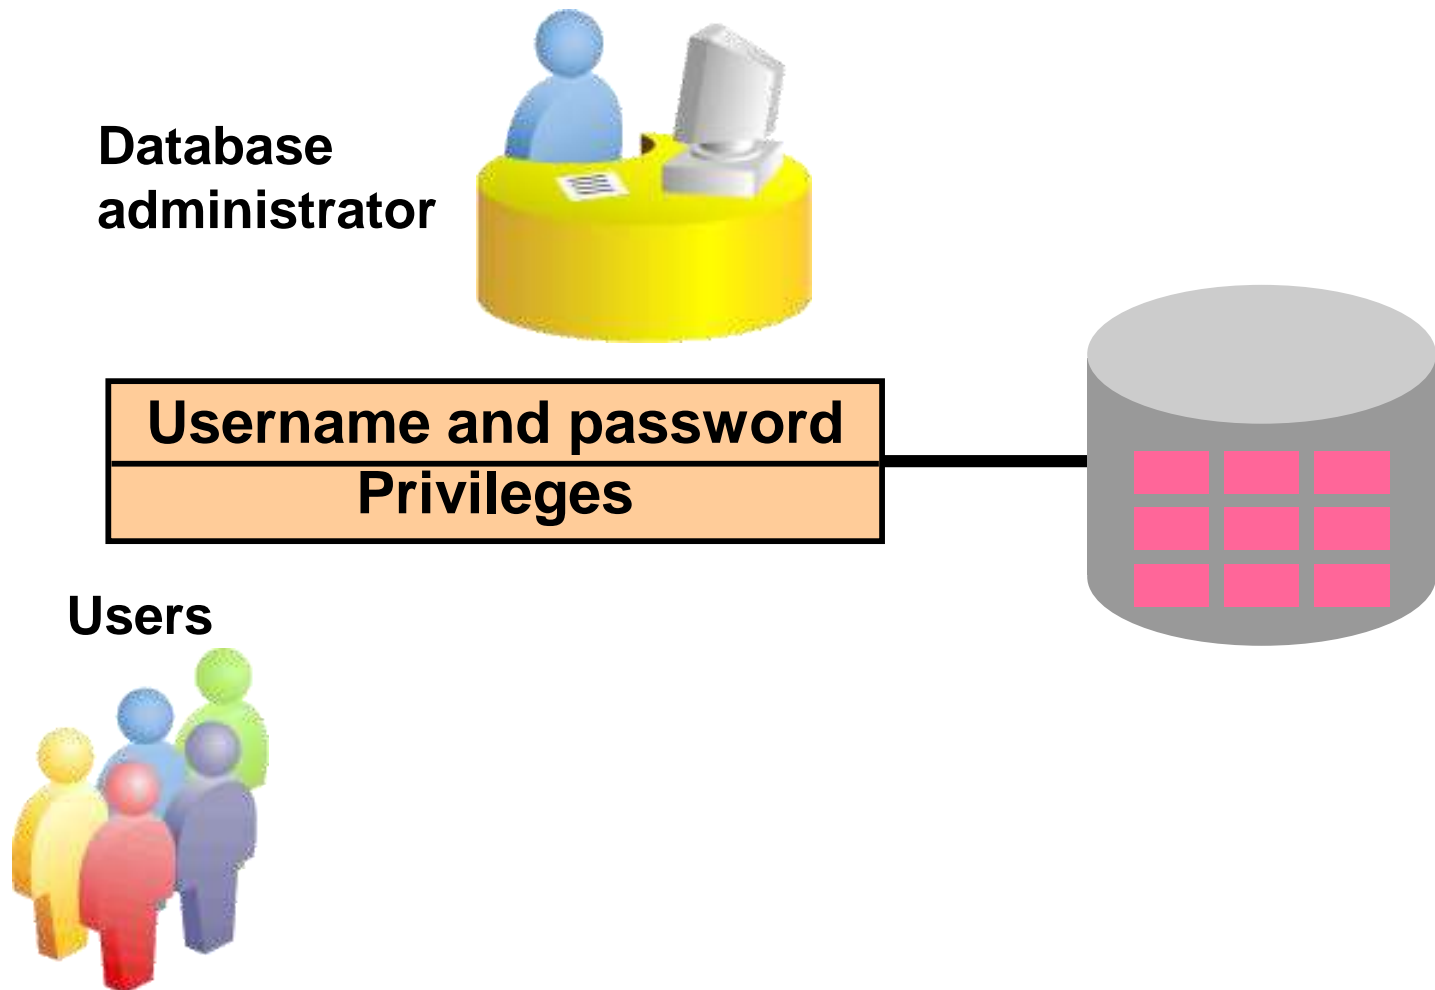 Database
administrator
Username and password
Privileges
Users